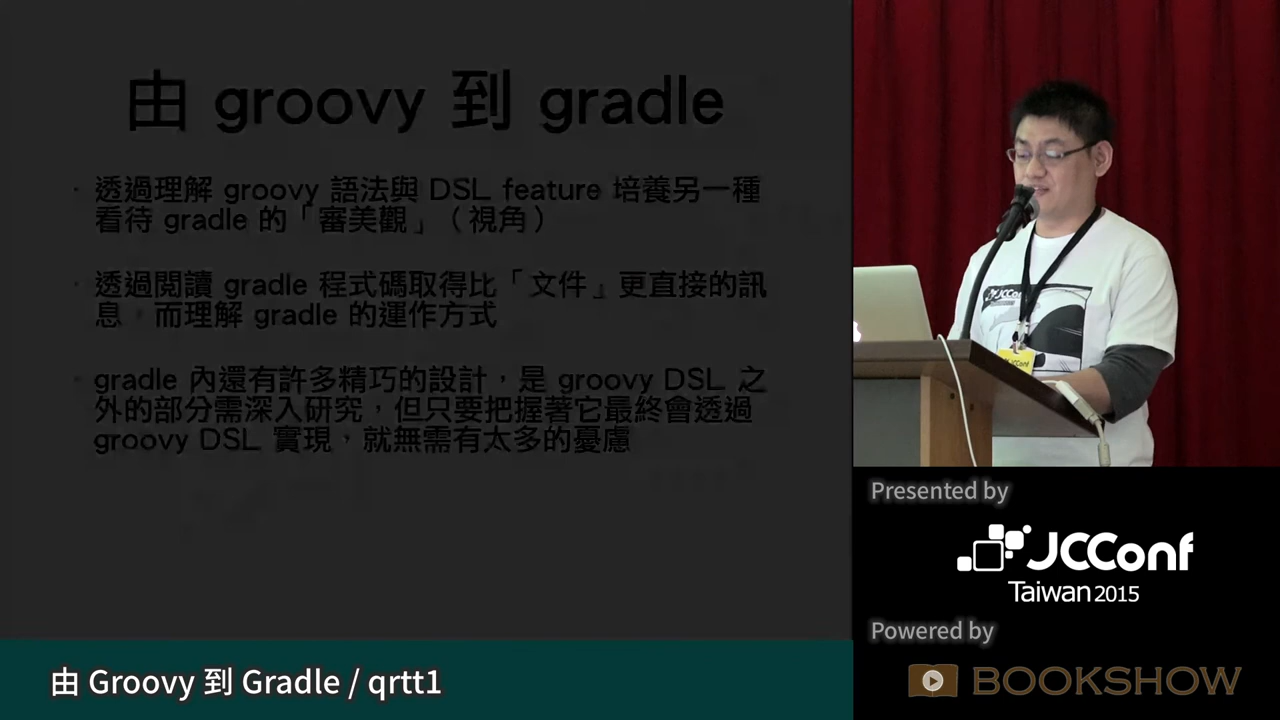 由 groovy 到 gradle
透過理解 groovy 語法與 DSL feature 培養另一種
看待 gradle 的「審美觀」（視角）
透過閱讀 gradle 程式碼取得比「文件」更直接的訊
息，而理解 gradle 的運作方式
gradle 內還有許多精巧的設計，是 groovy DSL 之
外的部分需深入研究，但只要把握著它最終會透過
groovy DSL 實現，就無需有太多的憂慮
JCConf
JCConf
Presented by
JCConf
Taiwan 2015
Powered by
BOOKSHOW
由 Groovy 到 Gradle / qrtt1